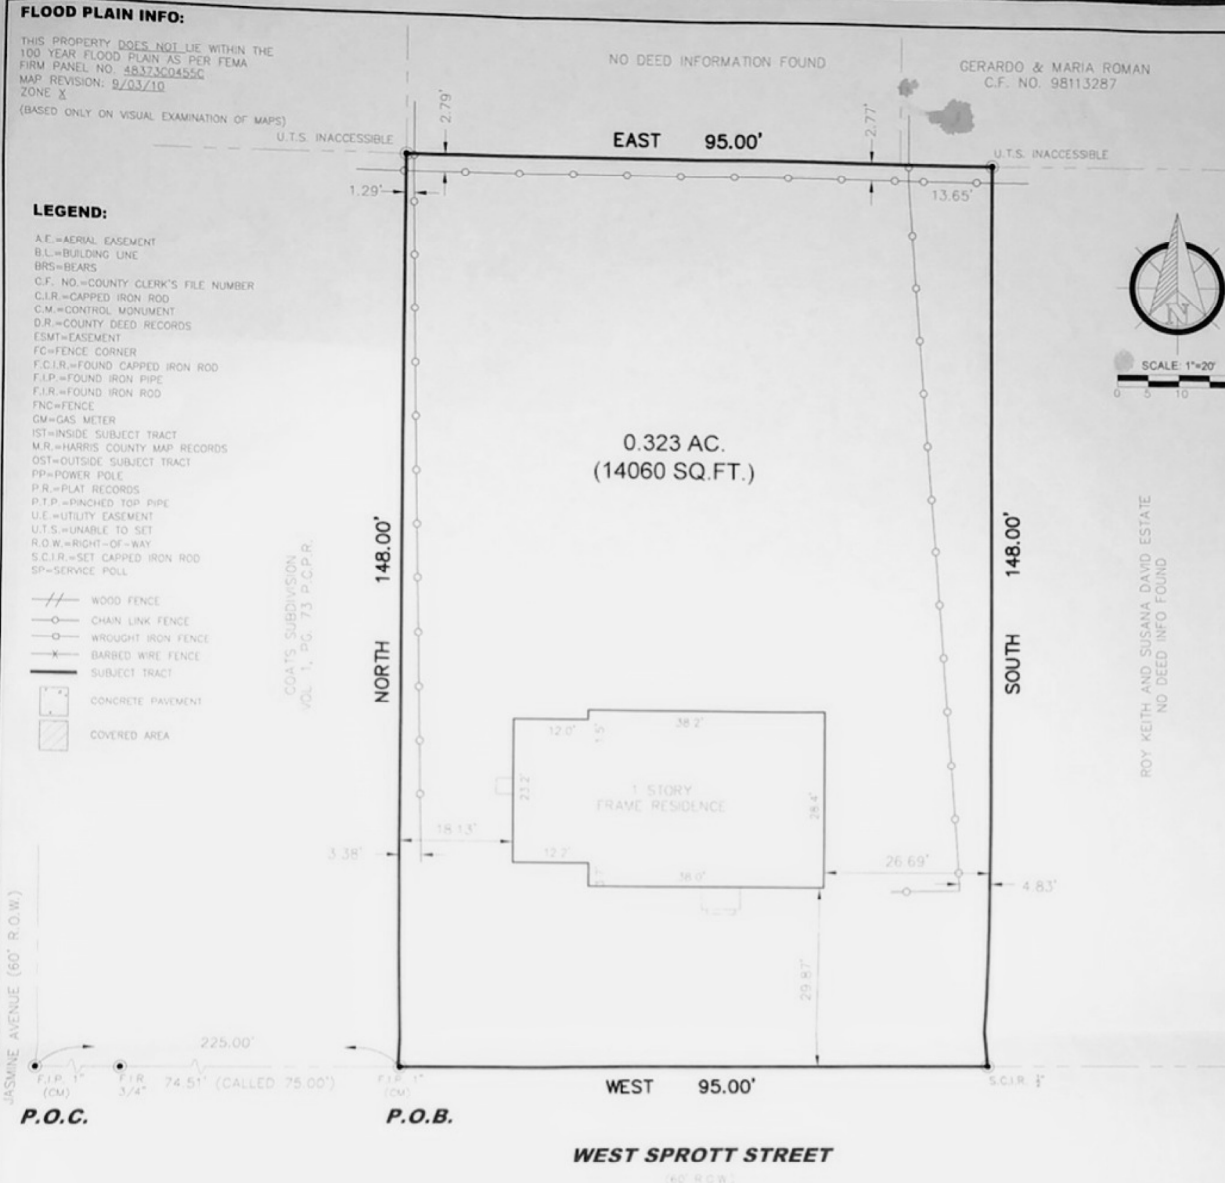 FLOOD PLAIN INFO:
THIS PROPERTY DOES NOT LIE WITHIN THE
100 YEAR FLOOD PLAIN AS PER FEMA
FIRM PANEL NO. 48373C0455C
MAP REVISION: 9/03/10
ZONE X
(BASED ONLY ON VISUAL EXAMINATION OF MAPS)
NO DEED INFORMATION FOUND
GERARDO & MARIA ROMAN
C.F. NO. 98113287
U.T.S. INACCESSIBLE
2.79'
EAST 95.00'
2.77'
U.T.S. INACCESSIBLE
1.29'
13.65'
LEGEND:
A.E.=AERIAL EASEMENT
B.L.=BUILDING LINE
BRS=BEARS
C.F. NO.=COUNTY CLERK'S FILE NUMBER
C.I.R.=CAPPED IRON ROD
C.M.=CONTROL MONUMENT
D.R.=COUNTY DEED RECORDS
ESMT=EASEMENT
FC=FENCE CORNER
F.C.I.R.=FOUND CAPPED IRON ROD
F.I.P.=FOUND IRON PIPE
F.I.R.=FOUND IRON ROD
FNC=FENCE
GM=GAS METER
IST=INSIDE SUBJECT TRACT
M.R.=HARRIS COUNTY MAP RECORDS
OST=OUTSIDE SUBJECT TRACT
PP=POWER POLE
P.R.=PLAT RECORDS
P.T.P.=PINCHED TOP PIPE
U.E.=UTILITY EASEMENT
U.T.S.=UNABLE TO SET
R.O.W.=RIGHT-OF-WAY
S.C.I.R.=SET CAPPED IRON ROD
SP=SERVICE POLL
WOOD FENCE
CHAIN LINK FENCE
WROUGHT IRON FENCE
BARBED WIRE FENCE
SUBJECT TRACT
CONCRETE PAVEMENT
COVERED AREA
N
SCALE: 1"=20'
0 5 10
0.323 AC.
(14060 SQ.FT.)
COATS SUBDIVISION
VOL. 1, PG. 73 P.C.P.R.
NORTH 148.00'
SOUTH 148.00'
ROY KEITH AND SUSANA DAVID ESTATE
NO DEED INFO FOUND
12.0'
1.5'
38.2'
23.2'
1 STORY
FRAME RESIDENCE
28.4'
18.13'
3.38'
12.2'
38.0'
26.69'
4.83'
29.87'
JASMINE AVENUE (60' R.O.W.)
225.00'
F.I.P. 1"
(CM)
F.I.R.
3/4"
74.51' (CALLED 75.00')
F.I.P. 1"
(CM)
WEST 95.00'
S.C.I.R.
P.O.C.
P.O.B.
WEST SPROTT STREET
(60' R.O.W.)